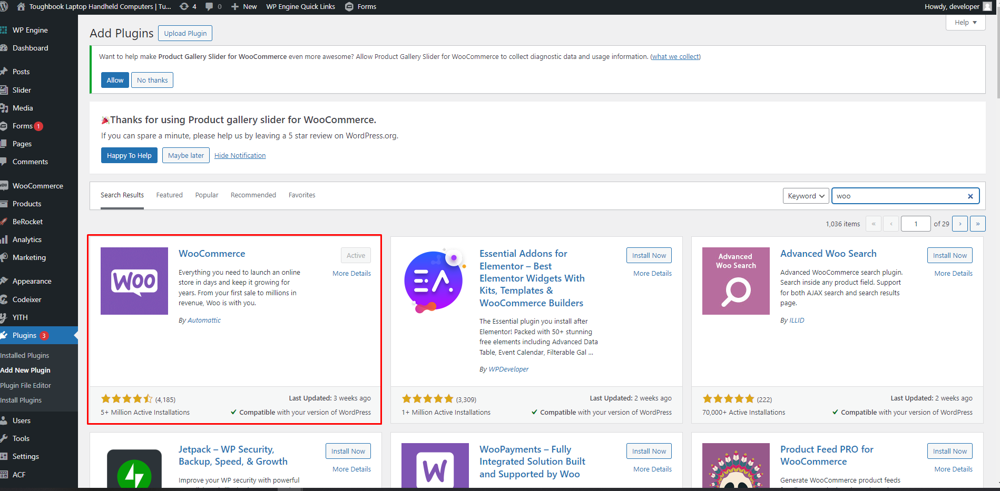 Toughbook Laptop Handheld Computers | Tu... 4 0 New WP Engine Quick Links Forms Howdy, developer
Help
WP Engine
Dashboard
Posts
Slider
Media
Forms 1
Pages
Comments
WooCommerce
Products
BeRocket
Analytics
Marketing
Appearance
Codeixer
YITH
Plugins 3
Installed Plugins
Add New Plugin
Plugin File Editor
Install Plugins
Users
Tools
Settings
ACF
Add Plugins Upload Plugin
Want to help make Product Gallery Slider for WooCommerce even more awesome? Allow Product Gallery Slider for WooCommerce to collect diagnostic data and usage information. (what we collect)
Allow No thanks
Thanks for using Product gallery slider for WooCommerce.
If you can spare a minute, please help us by leaving a 5 star review on WordPress.org.
Happy To Help Maybe later Hide Notification
Search Results Featured Popular Recommended Favorites Keyword woo
1,036 items « ‹ 1 of 29 › »
WOO
WooCommerce
Active
More Details
Everything you need to launch an online
store in days and keep it growing for
years. From your first sale to millions in
revenue, Woo is with you.
By Automattic
(4,185)
Last Updated: 3 weeks ago
5+ Million Active Installations
Compatible with your version of WordPress
EA
Essential Addons for
Elementor – Best
Elementor Widgets With
Kits, Templates &
WooCommerce Builders
Install Now
More Details
The Essential plugin you install after
Elementor! Packed with 50+ stunning
free elements including Advanced Data
Table, Event Calendar, Filterable Gal ...
By WPDeveloper
(3,309)
Last Updated: 2 weeks ago
1+ Million Active Installations
Compatible with your version of WordPress
Advanced
Woo Search
Advanced Woo Search
Install Now
More Details
Advanced WooCommerce search plugin.
Search inside any product field. Support
for both AJAX search and search results
page.
By ILLID
(222)
Last Updated: 2 weeks ago
70,000+ Active Installations
Compatible with your version of WordPress
Jetpack – WP Security,
Backup, Speed, & Growth
Install Now
More Details
Improve your WP security with powerful
W
WooPayments – Fully
Integrated Solution Built
and Supported by Woo
Install Now
More Details
Product Feed PRO for
WooCommerce
Install Now
More Details
Generate WooCommerce product feeds